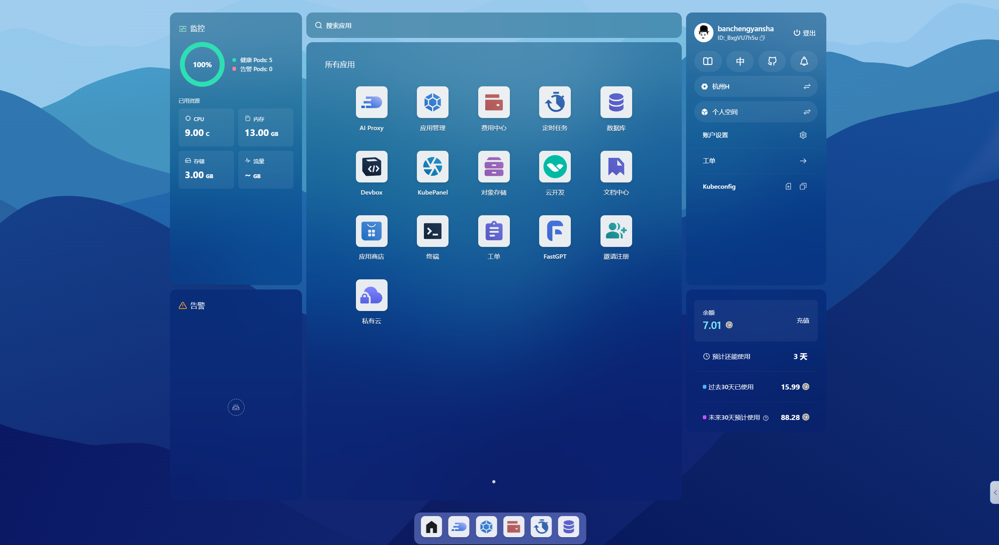 监控
100%
健康 Pods: 5
告警 Pods: 0
已用资源
CPU
9.00 C
内存
13.00 GB
存储
3.00 GB
流量
~ GB
告警
搜索应用
所有应用
AI Proxy
应用管理
费用中心
定时任务
数据库
Devbox
KubePanel
对象存储
云开发
文档中心
应用商店
终端
工单
FastGPT
邀请注册
私有云
banchengyansha
ID:_BxgVU7h5u
登出
中
杭州H
个人空间
账户设置
工单
Kubeconfig
余额
7.01
充值
预计还能使用 3 天
过去30天已使用 15.99
未来30天预计使用 88.28